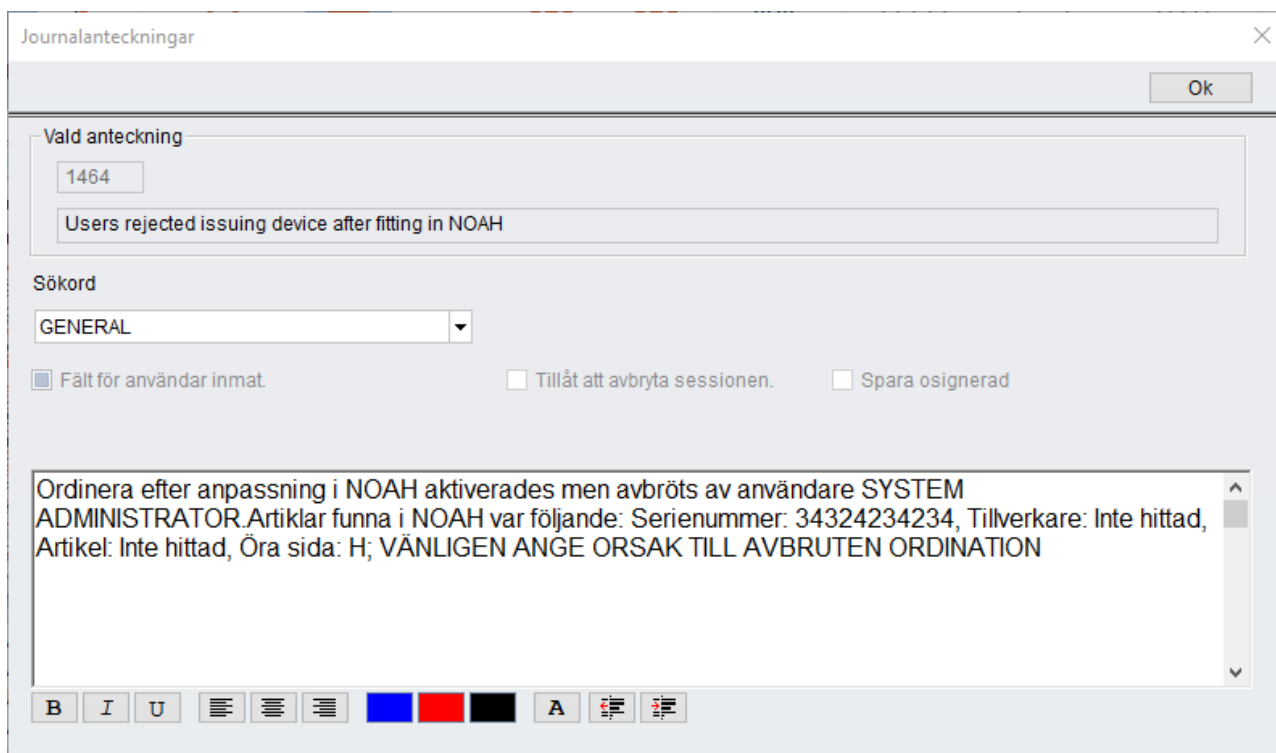 Journalanteckningar
Ok
Vald anteckning
1464
Users rejected issuing device after fitting in NOAH
Sökord
GENERAL
Fält för användar inmat.
Tillåt att avbryta sessionen.
Spara osignerad
Ordinera efter anpassning i NOAH aktiverades men avbröts av användare SYSTEM
ADMINISTRATOR.Artiklar funna i NOAH var följande: Serienummer: 34324234234, Tillverkare: Inte hittad,
Artikel: Inte hittad, Öra sida: H; VÄNLIGEN ANGE ORSAK TILL AVBRUTEN ORDINATION
B I U A